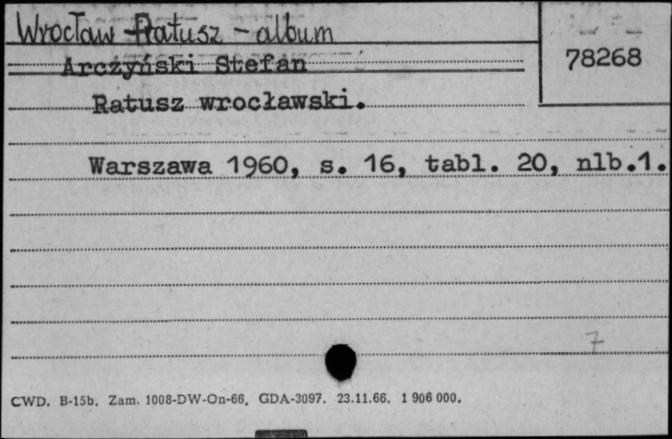 Wrocław Ratusz - album
78268
Arczyński Stefan
Ratusz wrocławski.
Warszawa 1960, s. 16, tabl. 20, nlb.1.
7
CWD. B-15b. Zam. 1008-DW-On-66. GDA-3097. 23.11.66. 1 906 000.